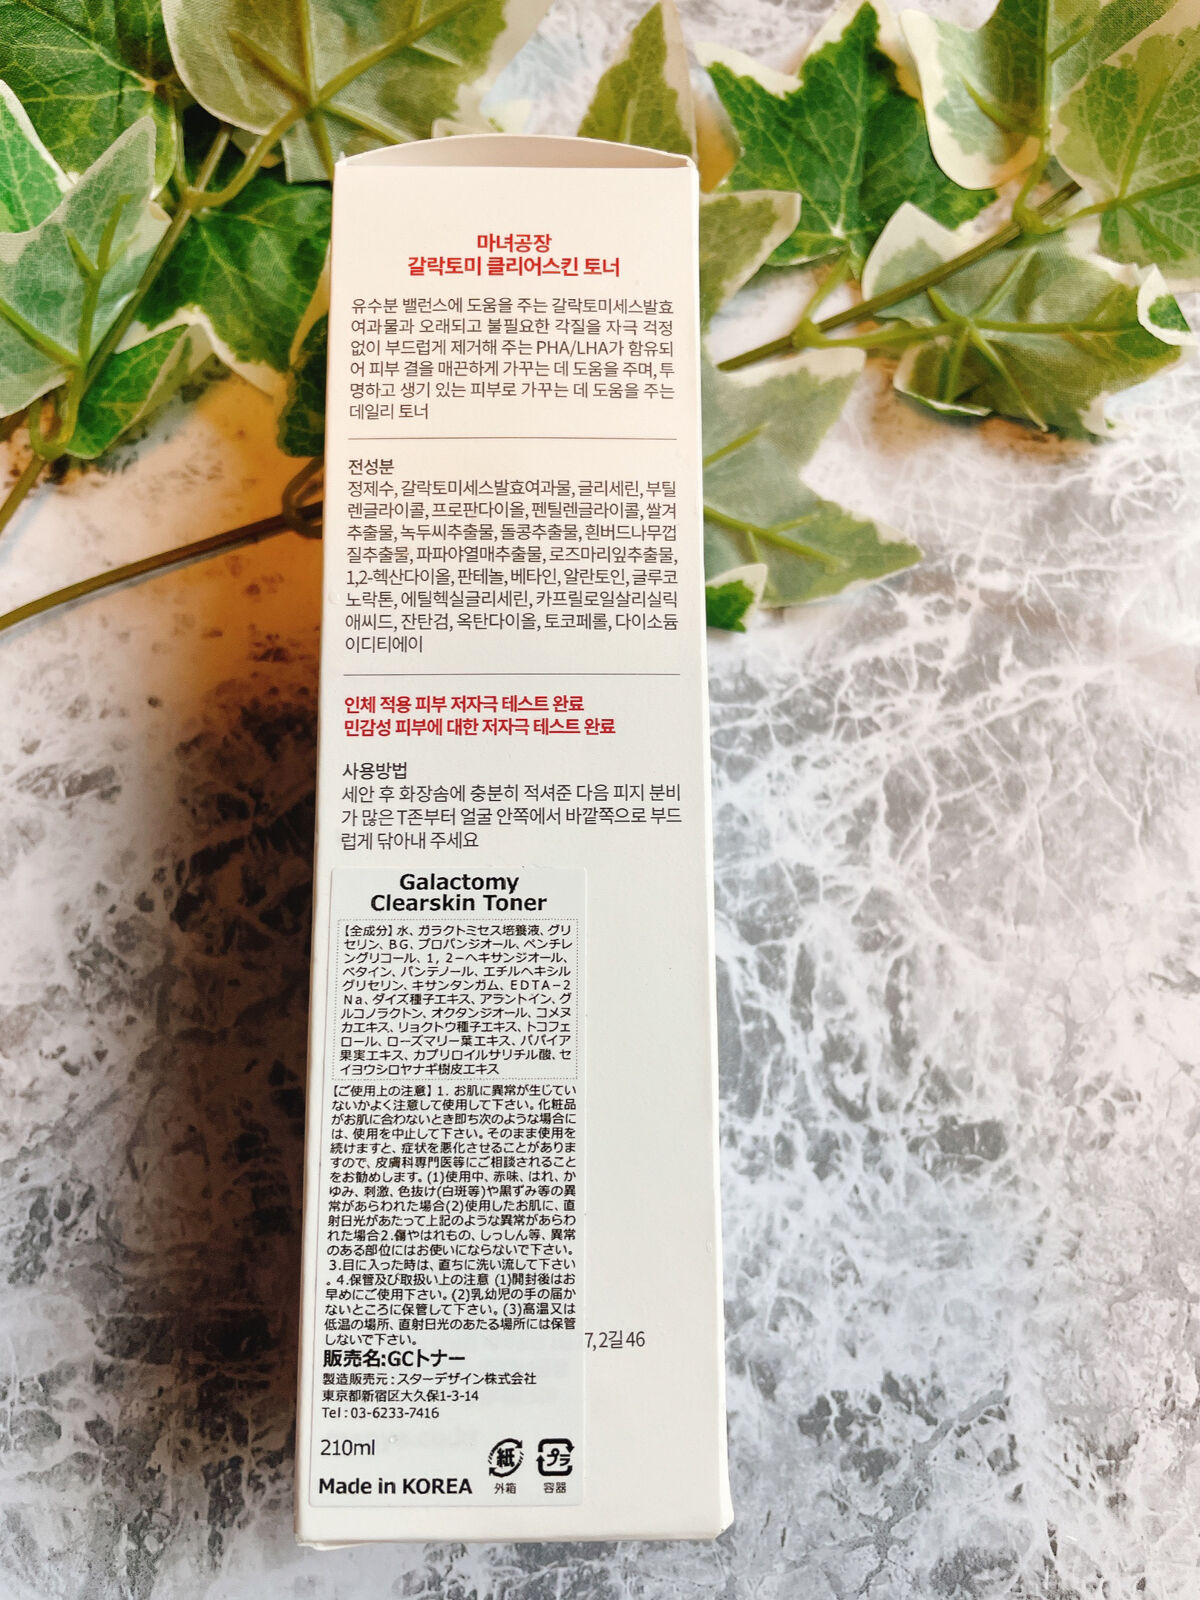 마녀공장
갈락토미 클리어스킨 토너
유수분 밸런스에 도움을 주는 갈락토미세스발효
여과물과 오래되고 불필요한 각질을 자극 걱정
없이 부드럽게 제거해 주는 PHA/LHA가 함유되
어 피부 결을 매끈하게 가꾸는 데 도움을 주며, 투
명하고 생기 있는 피부로 가꾸는 데 도움을 주는
데일리 토너
전성분
정제수, 갈락토미세스발효여과물, 글리세린, 부틸
렌글라이콜, 프로판다이올, 펜틸렌글라이콜, 쌀겨
추출물, 녹두씨추출물, 돌콩추출물, 흰버드나무껍
질추출물, 파파야열매추출물, 로즈마리잎추출물,
1,2-헥산다이올, 판테놀, 베타인, 알란토인, 글루코
노락톤, 에틸헥실글리세린, 카프릴로일살리실릭
애씨드, 잔탄검, 옥탄다이올, 토코페롤, 다이소듐
이디티에이
인체 적용 피부 저자극 테스트 완료
민감성 피부에 대한 저자극 테스트 완료
사용방법
세안 후 화장솜에 충분히 적셔준 다음 피지 분비
가 많은 T존부터 얼굴 안쪽에서 바깥쪽으로 부드
럽게 닦아내 주세요
Galactomy
Clearskin Toner
【全成分】水、ガラクトミセス培養液、グリ
セリン、BG、プロパンジオール、ペンチレ
ングリコール、1,2-ヘキサンジオール、
ベタイン、パンテノール、エチルヘキシル
グリセリン、キサンタンガム、EDTA-2
Na、ダイズ種子エキス、アラントイン、グ
ルコノラクトン、オクタンジオール、コメヌ
カエキス、リョクトウ種子エキス、トコフェ
ロール、ローズマリー葉エキス、パパイア
果実エキス、カプリロイルサリチル酸、セ
イヨウシロヤナギ樹皮エキス
【ご使用上の注意】1. お肌に異常が生じてい
ないかよく注意して使用して下さい。化粧品
がお肌に合わないとき即ち次のような場合に
は、使用を中止して下さい。そのまま使用を
続けますと、症状を悪化させることがありま
すので、皮膚科専門医等にご相談されること
をお勧めします。(1)使用中、赤味、はれ、か
ゆみ、刺激、色抜け(白斑等)や黒ずみ等の異
常があらわれた場合(2)使用したお肌に、直
射日光があたって上記のような異常があらわ
れた場合2.傷やはれもの、しっしん等、異常
のある部位にはお使いにならないで下さい。
3.目に入った時は、直ちに洗い流して下さい
。4.保管及び取扱い上の注意 (1)開封後はお
早めにご使用下さい。(2)乳幼児の手の届か
ないところに保管して下さい。(3)高温又は
低温の場所、直射日光のあたる場所には保管
しないで下さい。
7, 2길 46
販売名:GCトナー
製造販売元:スターデザイン株式会社
東京都新宿区大久保1-3-14
Tel:03-6233-7416
210ml
紙 プラ
Made in KOREA 外箱 容器